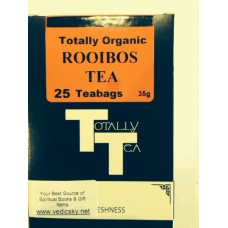 Totally Organic
ROOIBOS
TEA
25 Teabags 35g
TOTALLY
TEA
Your Best Source of
Spiritual Books & Gift
Items
www.vedicsky.net
ESHNESS